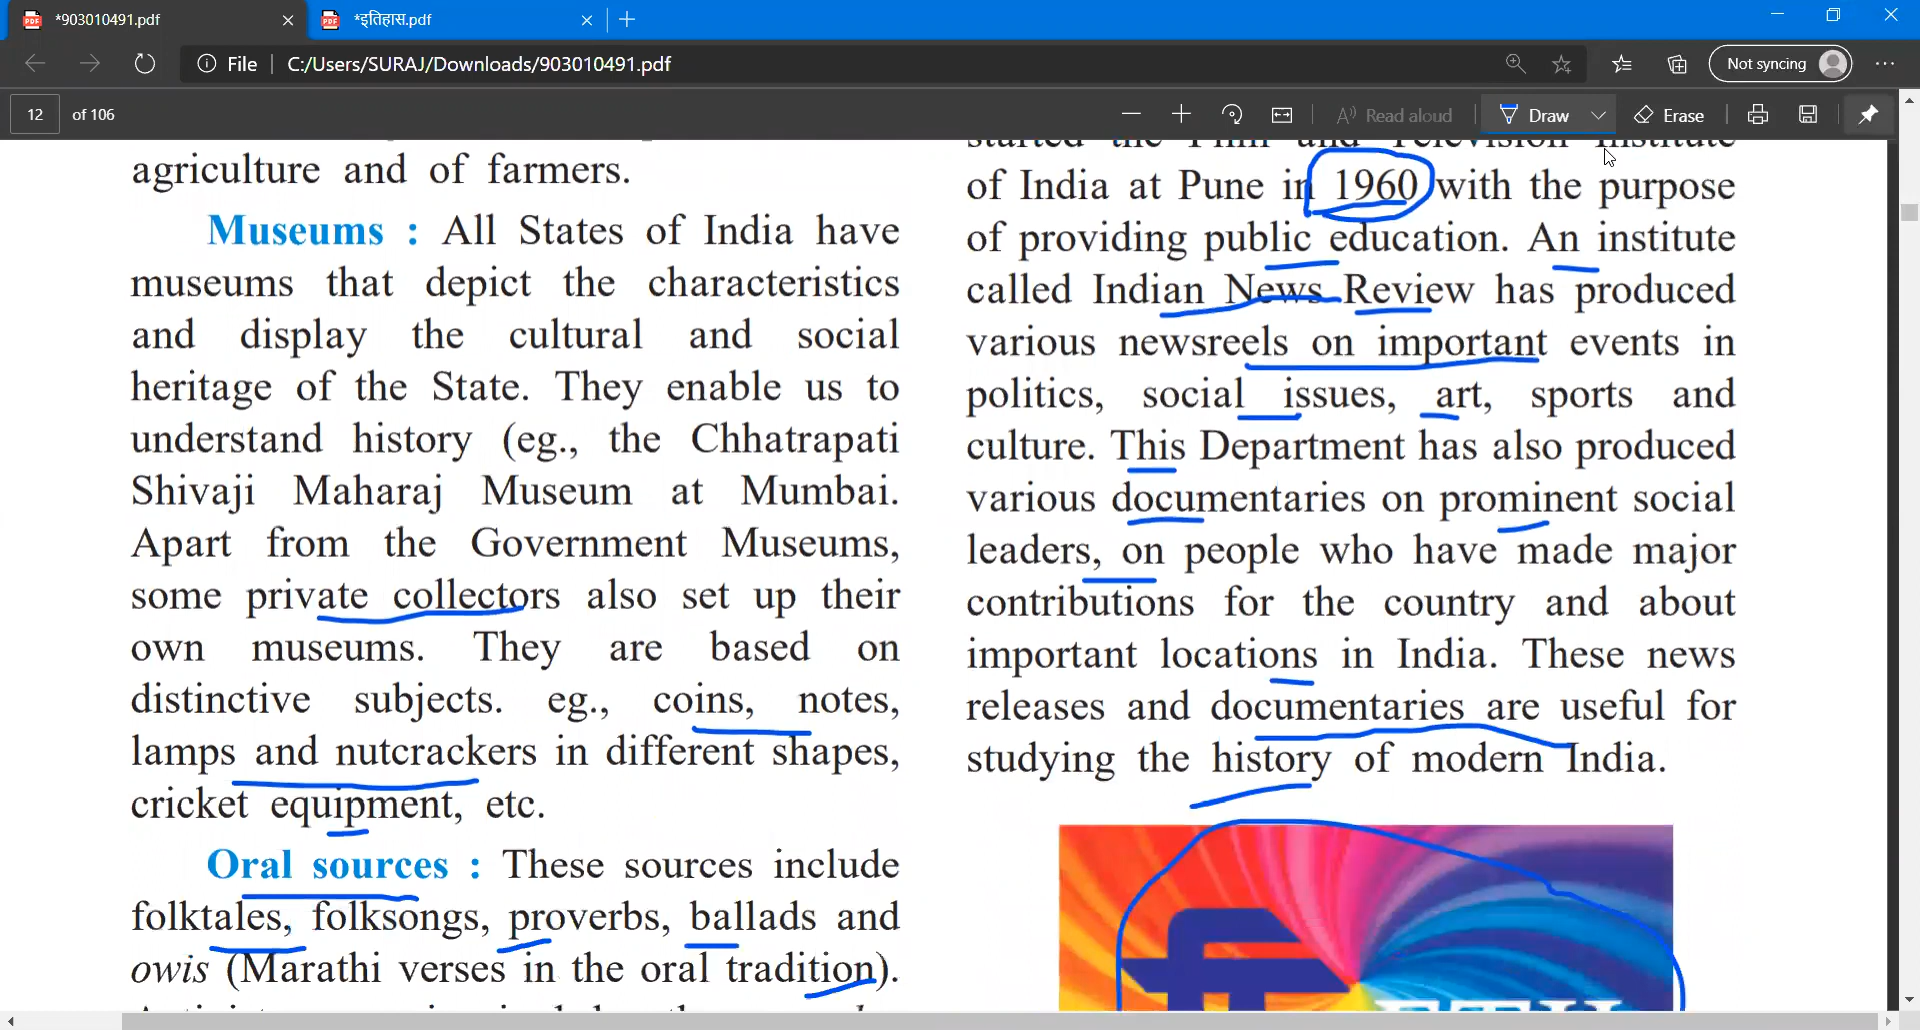 *903010491.pdf
*इतिहास.pdf
File
C:/Users/SURAJ/Downloads/903010491.pdf
Not syncing
12 of 106
Read aloud
Draw
Erase
agriculture and of farmers.
Museums : All States of India have
museums that depict the characteristics
and display the cultural and social
heritage of the State. They enable us to
understand history (eg., the Chhatrapati
Shivaji Maharaj Museum at Mumbai.
Apart from the Government Museums,
some private collectors also set up their
own museums. They are based on
distinctive subjects. eg., coins, notes,
lamps and nutcrackers in different shapes,
cricket equipment, etc.
Oral sources : These sources include
folktales, folksongs, proverbs, ballads and
owis (Marathi verses in the oral tradition).
started the Film and Television Institute
of India at Pune in 1960 with the purpose
of providing public education. An institute
called Indian News Review has produced
various newsreels on important events in
politics, social issues, art, sports and
culture. This Department has also produced
various documentaries on prominent social
leaders, on people who have made major
contributions for the country and about
important locations in India. These news
releases and documentaries are useful for
studying the history of modern India.